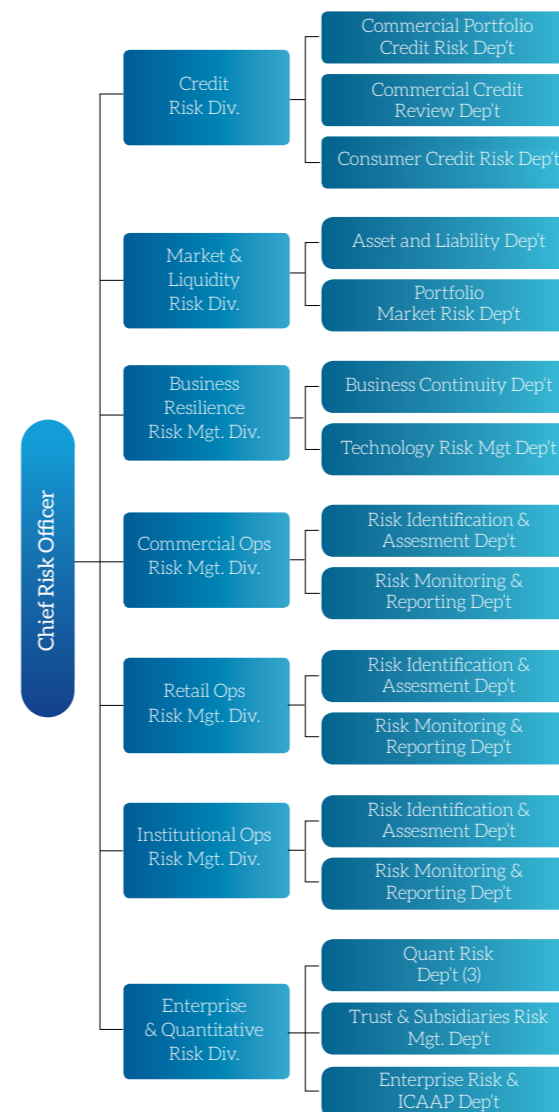 Chief Risk Officer
Credit
Risk Div.
Commercial Portfolio
Credit Risk Dep't
Commercial Credit
Review Dep't
Consumer Credit Risk Dep't
Market &
Liquidity
Risk Div.
Asset and Liability Dep't
Portfolio
Market Risk Dep't
Business
Resilience
Risk Mgt. Div.
Business Continuity Dep't
Technology Risk Mgt Dep't
Commercial Ops
Risk Mgt. Div.
Risk Identification &
Assesment Dep't
Risk Monitoring &
Reporting Dep't
Retail Ops
Risk Mgt. Div.
Risk Identification &
Assesment Dep't
Risk Monitoring &
Reporting Dep't
Institutional Ops
Risk Mgt. Div.
Risk Identification &
Assesment Dep't
Risk Monitoring &
Reporting Dep't
Enterprise
& Quantitative
Risk Div.
Quant Risk
Dep't (3)
Trust & Subsidiaries Risk
Mgt. Dep't
Enterprise Risk &
ICAAP Dep't